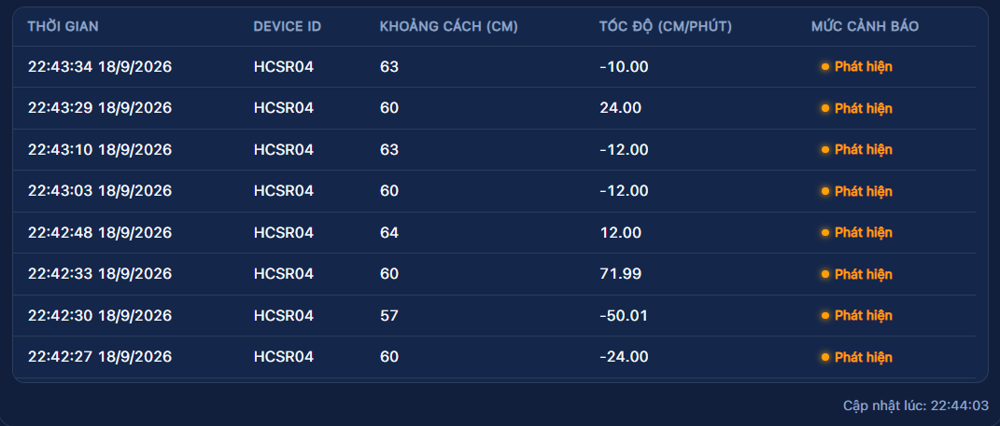 THỜI GIAN DEVICE ID KHOẢNG CÁCH (CM) TỐC ĐỘ (CM/PHÚT) MỨC CẢNH BÁO
22:43:34 18/9/2026 HCSR04 63 -10.00 Phát hiện
22:43:29 18/9/2026 HCSR04 60 24.00 Phát hiện
22:43:10 18/9/2026 HCSR04 63 -12.00 Phát hiện
22:43:03 18/9/2026 HCSR04 60 -12.00 Phát hiện
22:42:48 18/9/2026 HCSR04 64 12.00 Phát hiện
22:42:33 18/9/2026 HCSR04 60 71.99 Phát hiện
22:42:30 18/9/2026 HCSR04 57 -50.01 Phát hiện
22:42:27 18/9/2026 HCSR04 60 -24.00 Phát hiện
Cập nhật lúc: 22:44:03